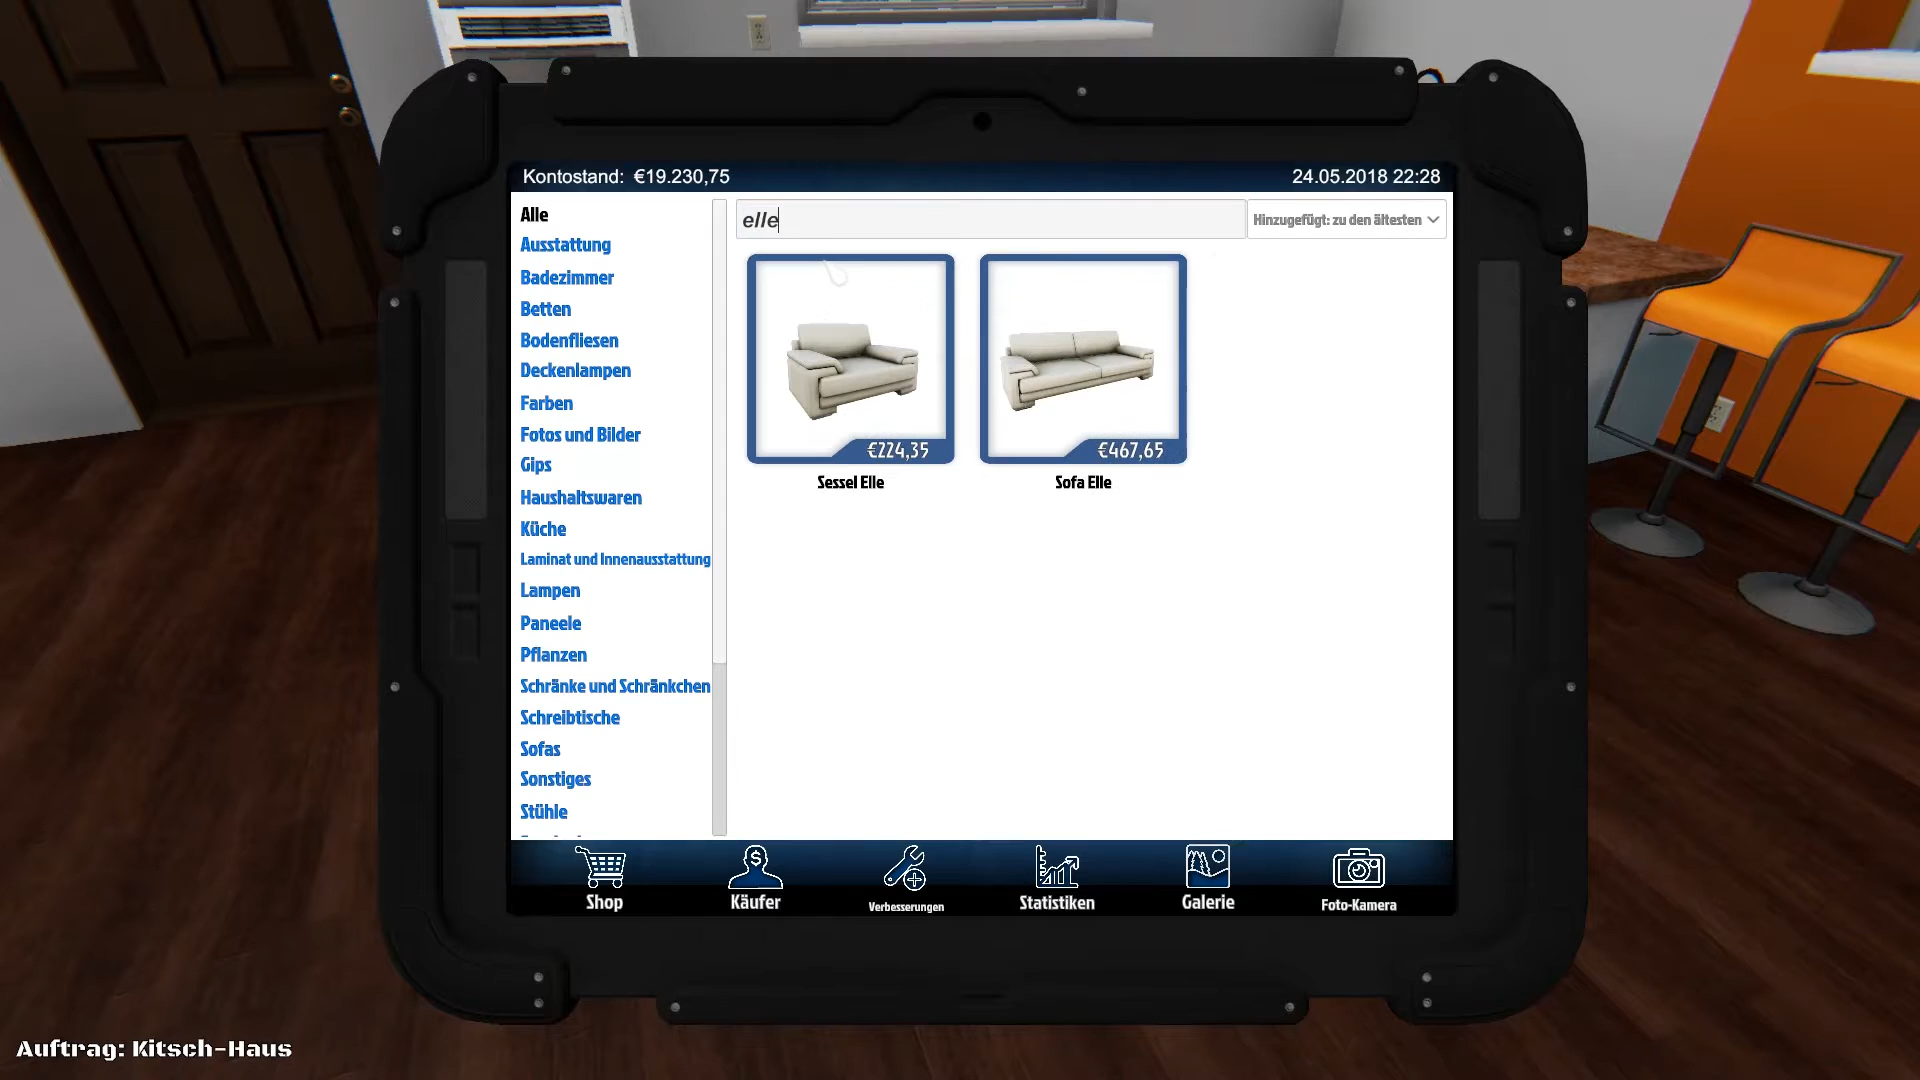 Kontostand: €19.230,75
24.05.2018 22:28
Alle
Ausstattung
Badezimmer
Betten
Bodenfliesen
Deckenlampen
Farben
Fotos und Bilder
Gips
Haushaltswaren
Küche
Laminat und Innenausstattung
Lampen
Paneele
Pflanzen
Schränke und Schränkchen
Schreibtische
Sofas
Sonstiges
Stühle
elle
Hinzugefügt: zu den ältesten
€224,35
Sessel Elle
€467,65
Sofa Elle
Shop
Käufer
Verbesserungen
Statistiken
Galerie
Foto-Kamera
Auftrag: Kitsch-Haus